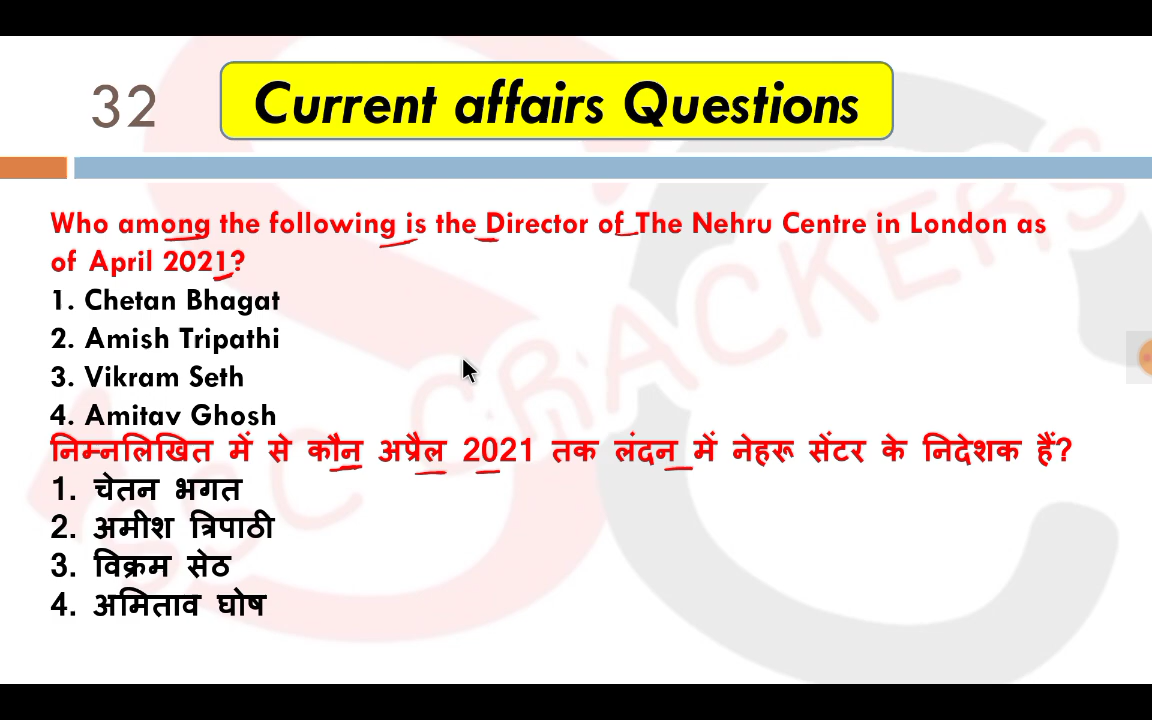 32
Current affairs Questions
Who among the following is the Director of The Nehru Centre in London as
of April 2021?
1. Chetan Bhagat
2. Amish Tripathi
3. Vikram Seth
4. Amitav Ghosh
निम्नलिखित में से कौन अप्रैल 2021 तक लंदन में नेहरू सेंटर के निदेशक हैं?
1. चेतन भगत
2. अमीश त्रिपाठी
3. विक्रम सेठ
4. अमिताव घोष
SSC CRACKERS